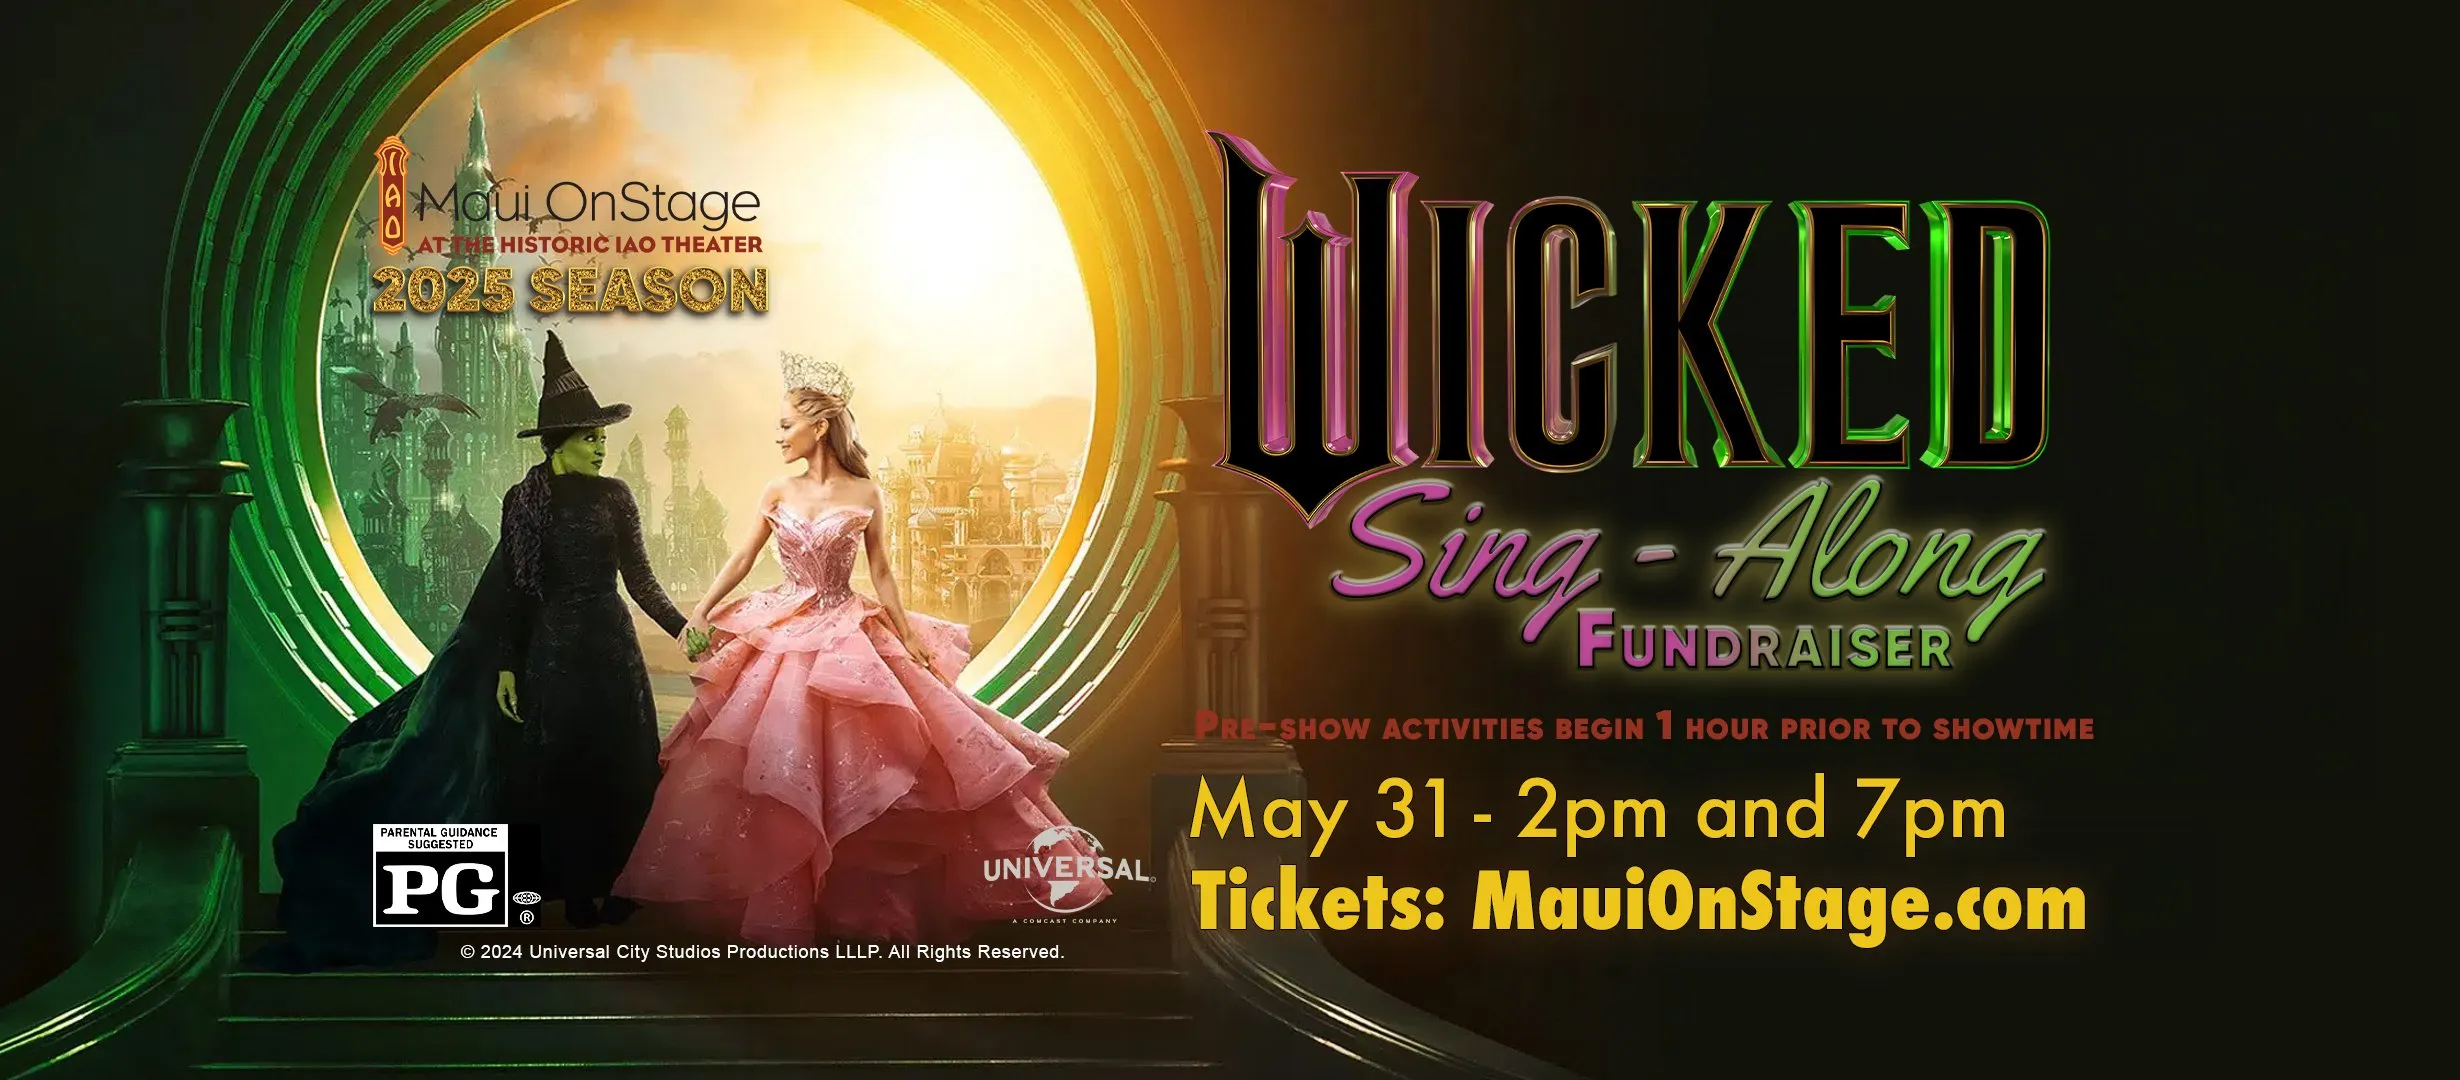 IAO
Maui OnStage
AT THE HISTORIC IAO THEATER
2025 SEASON
WICKED
Sing-Along
FUNDRAISER
PRE-SHOW ACTIVITIES BEGIN 1 HOUR PRIOR TO SHOWTIME
May 31 - 2pm and 7pm
Tickets: MauiOnStage.com
PARENTAL GUIDANCE
SUGGESTED
PG
®
UNIVERSAL
A COMCAST COMPANY
© 2024 Universal City Studios Productions LLLP. All Rights Reserved.